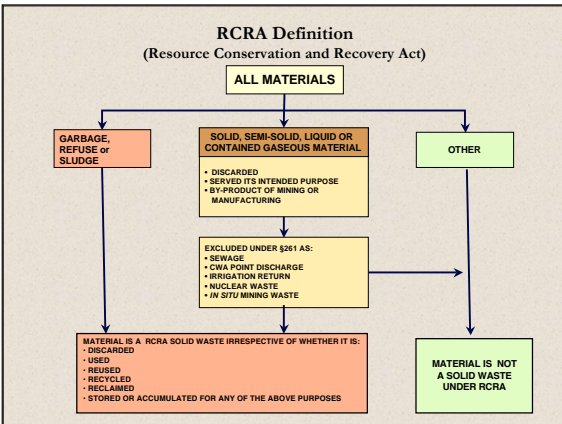 RCRA Definition
(Resource Conservation and Recovery Act)
ALL MATERIALS
GARBAGE,
REFUSE or
SLUDGE
SOLID, SEMI-SOLID, LIQUID OR
CONTAINED GASEOUS MATERIAL
• DISCARDED
• SERVED ITS INTENDED PURPOSE
• BY-PRODUCT OF MINING OR
MANUFACTURING
OTHER
EXCLUDED UNDER §261 AS:
• SEWAGE
• CWA POINT DISCHARGE
• IRRIGATION RETURN
• NUCLEAR WASTE
• IN SITU MINING WASTE
MATERIAL IS A RCRA SOLID WASTE IRRESPECTIVE OF WHETHER IT IS:
• DISCARDED
• USED
• REUSED
• RECYCLED
• RECLAIMED
• STORED OR ACCUMULATED FOR ANY OF THE ABOVE PURPOSES
MATERIAL IS NOT
A SOLID WASTE
UNDER RCRA